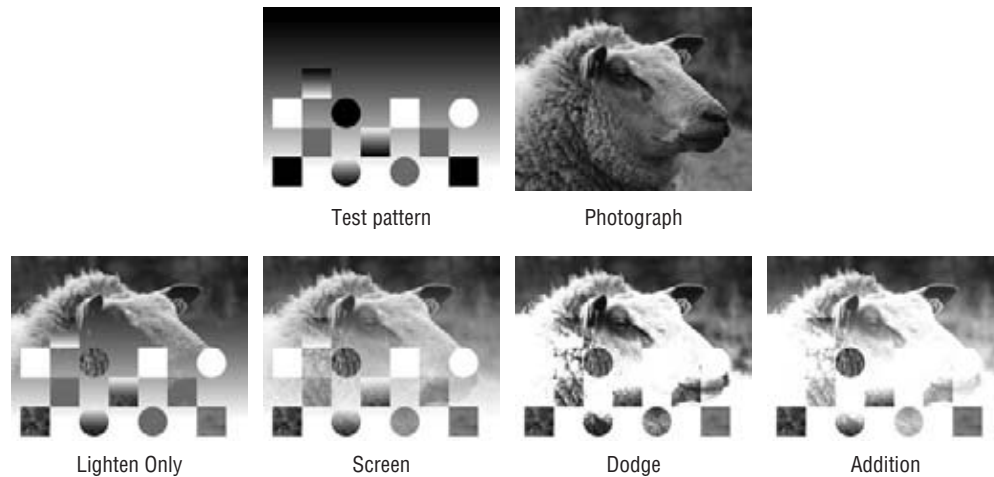 Test pattern
Photograph
Lighten Only
Screen
Dodge
Addition